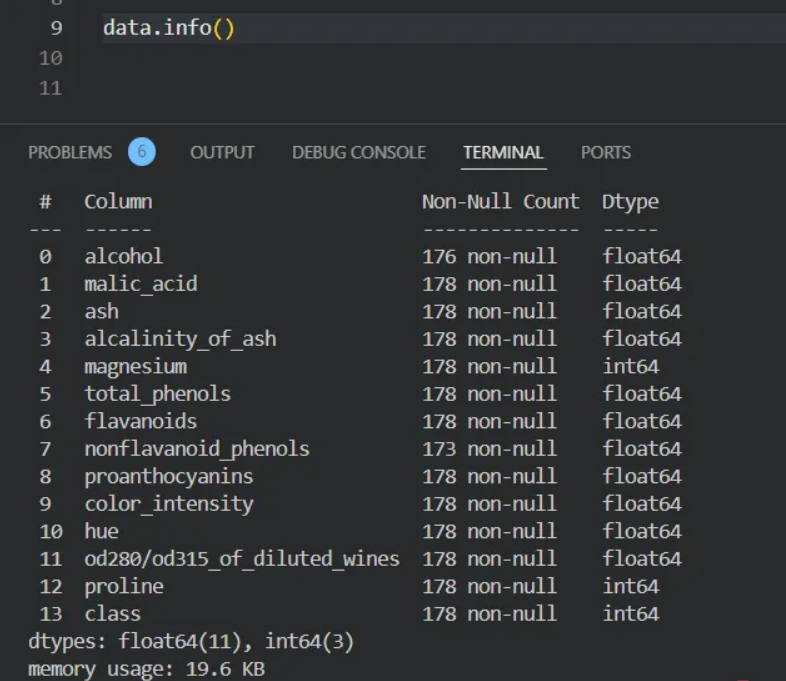 9 data.info()
10
11
PROBLEMS 6 OUTPUT DEBUG CONSOLE TERMINAL PORTS
# Column Non-Null Count Dtype
--- ------ -------------- -----
0 alcohol 176 non-null float64
1 malic_acid 178 non-null float64
2 ash 178 non-null float64
3 alcalinity_of_ash 178 non-null float64
4 magnesium 178 non-null int64
5 total_phenols 178 non-null float64
6 flavanoids 178 non-null float64
7 nonflavanoid_phenols 173 non-null float64
8 proanthocyanins 178 non-null float64
9 color_intensity 178 non-null float64
10 hue 178 non-null float64
11 od280/od315_of_diluted_wines 178 non-null float64
12 proline 178 non-null int64
13 class 178 non-null int64
dtypes: float64(11), int64(3)
memory usage: 19.6 KB